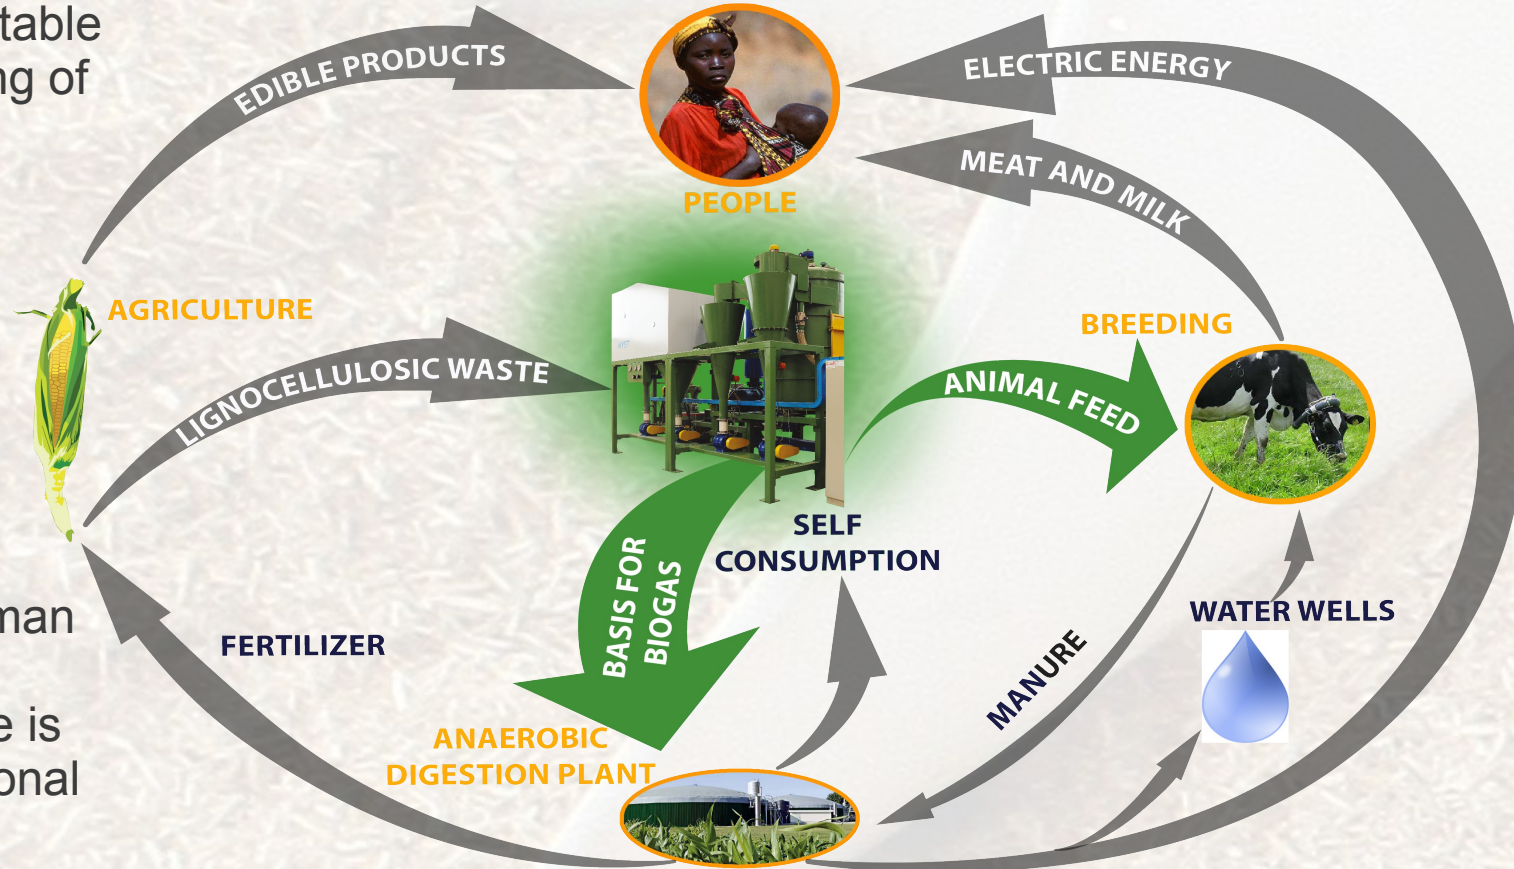 table
ng of
EDIBLE PRODUCTS
ELECTRIC ENERGY
MEAT AND MILK
PEOPLE
AGRICULTURE
BREEDING
LIGNOCELLULOSIC WASTE
ANIMAL FEED
SELF
CONSUMPTION
BASIS FOR
BIOGAS
man
FERTILIZER
WATER WELLS
MANURE
e is
onal
ANAEROBIC
DIGESTION PLANT